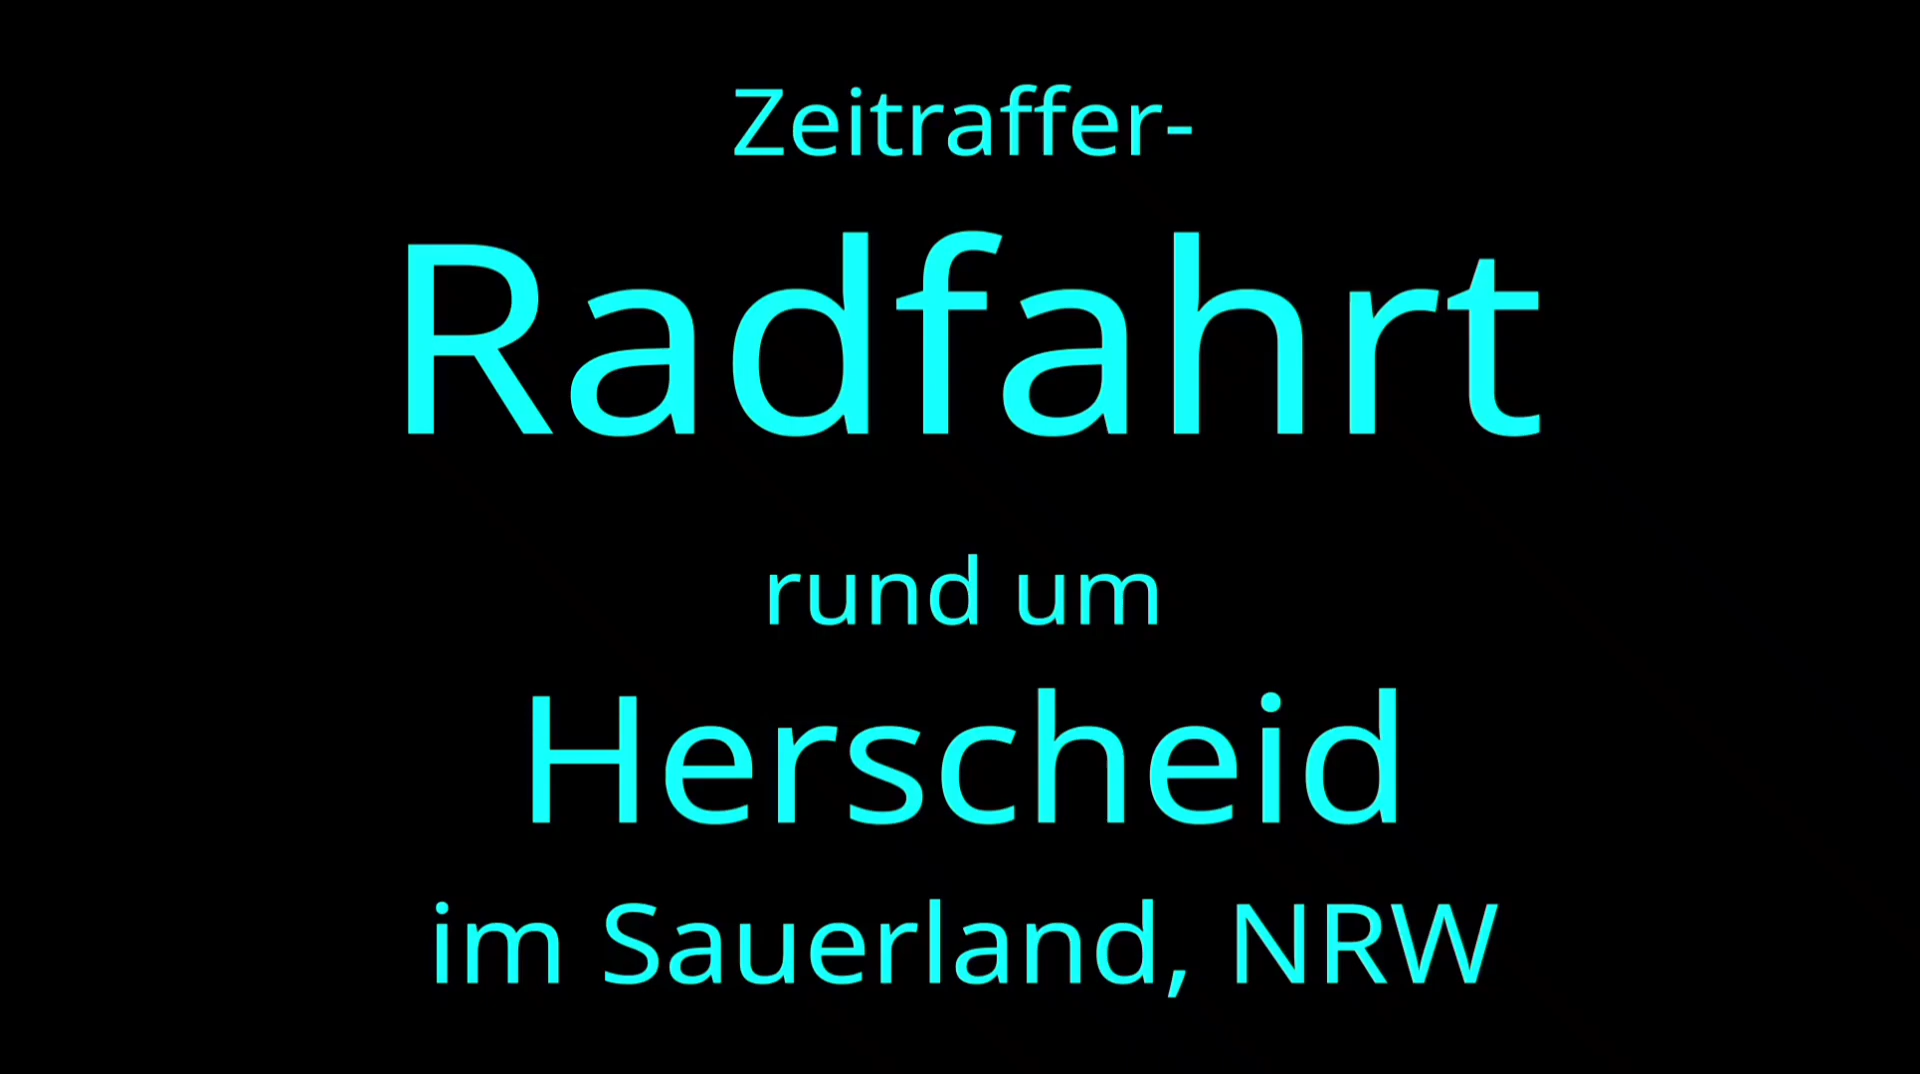 Zeitraffer-
Radfahrt
rund um
Herscheid
im Sauerland, NRW